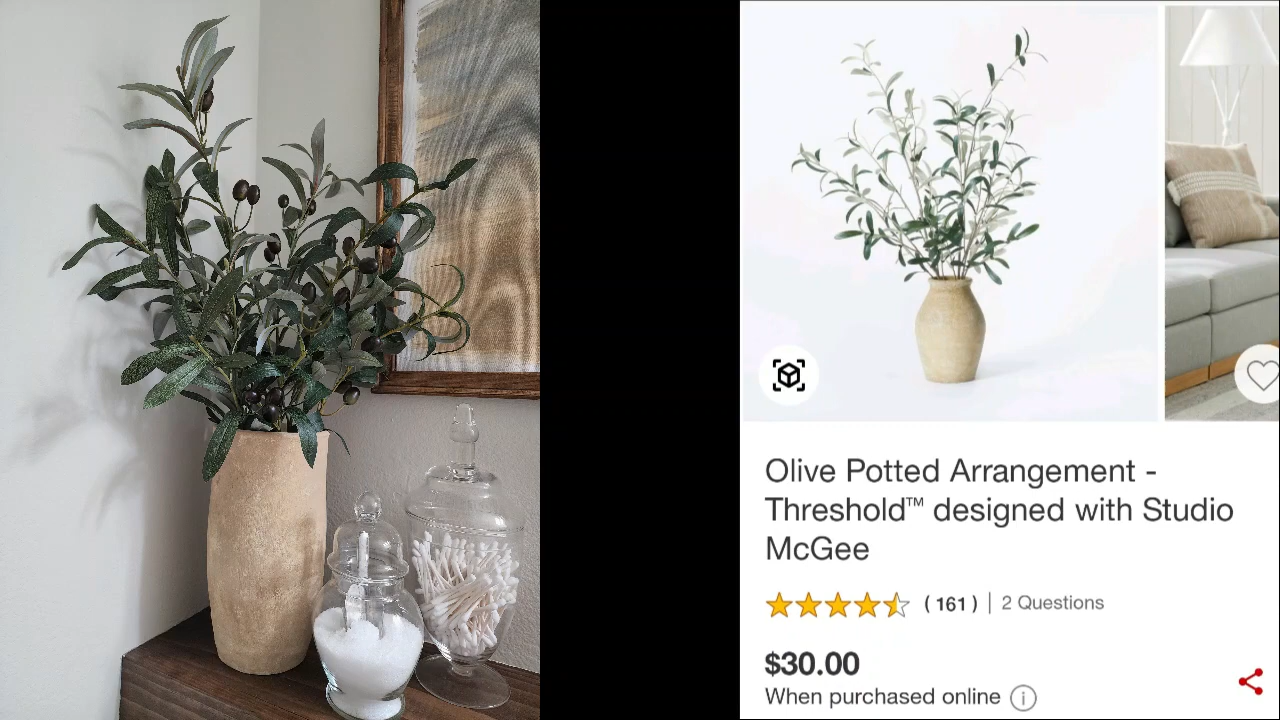 Olive Potted Arrangement -
Threshold™ designed with Studio
McGee
(161) | 2 Questions
$30.00
When purchased online